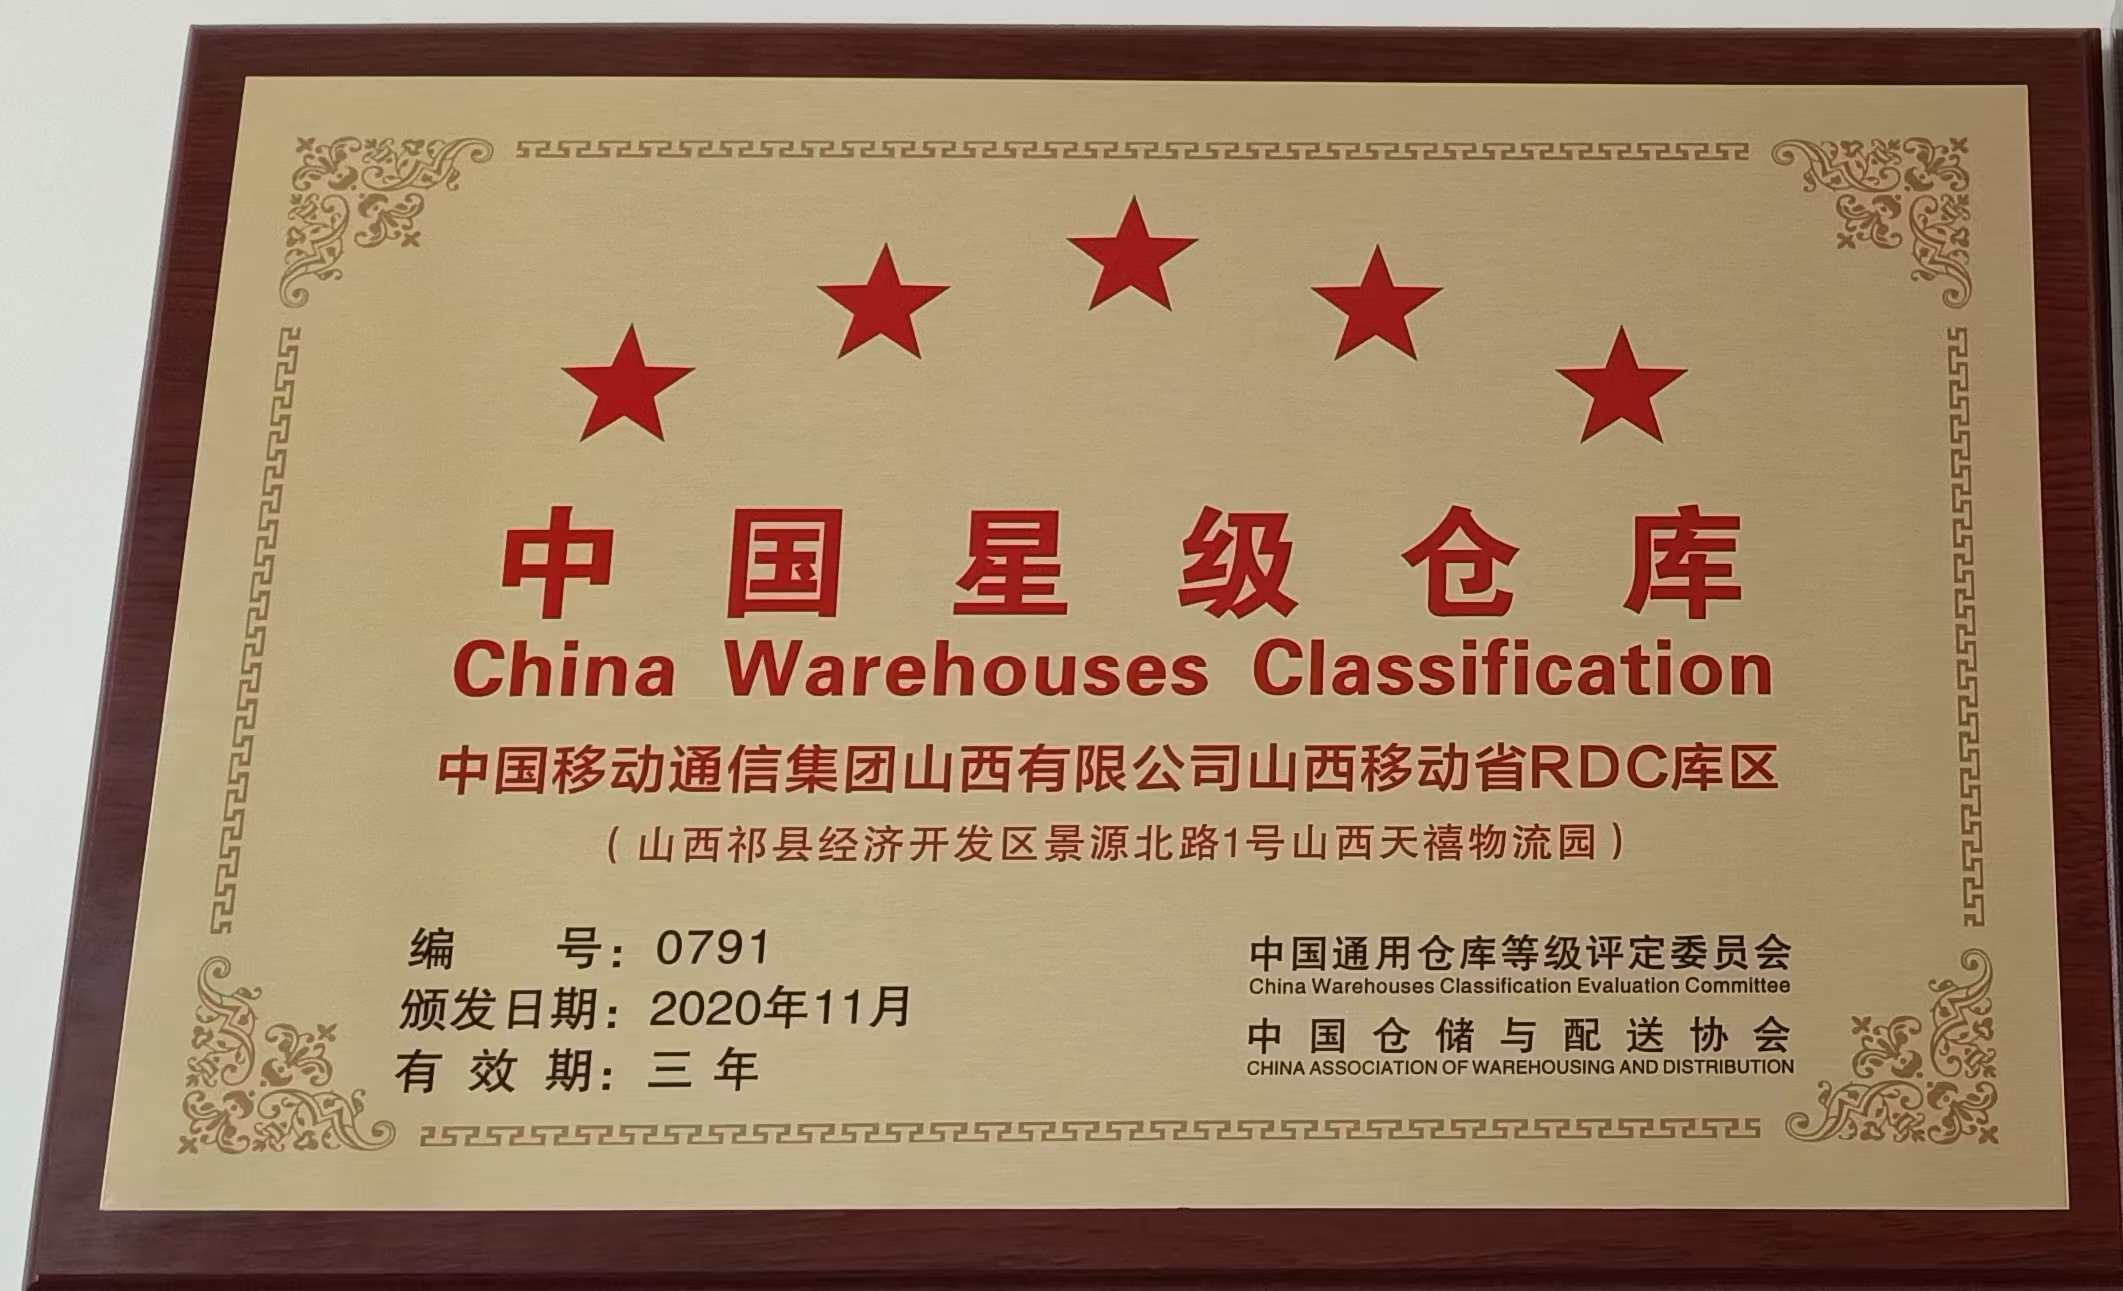 中国星级仓库
China Warehouses Classification
中国移动通信集团山西有限公司山西移动省RDC库区
（山西祁县经济开发区景源北路1号山西天禧物流园）
编 号：0791
颁发日期：2020年11月
有效期：三年
中国通用仓库等级评定委员会
China Warehouses Classification Evaluation Committee
中国仓储与配送协会
CHINA ASSOCIATION OF WAREHOUSING AND DISTRIBUTION